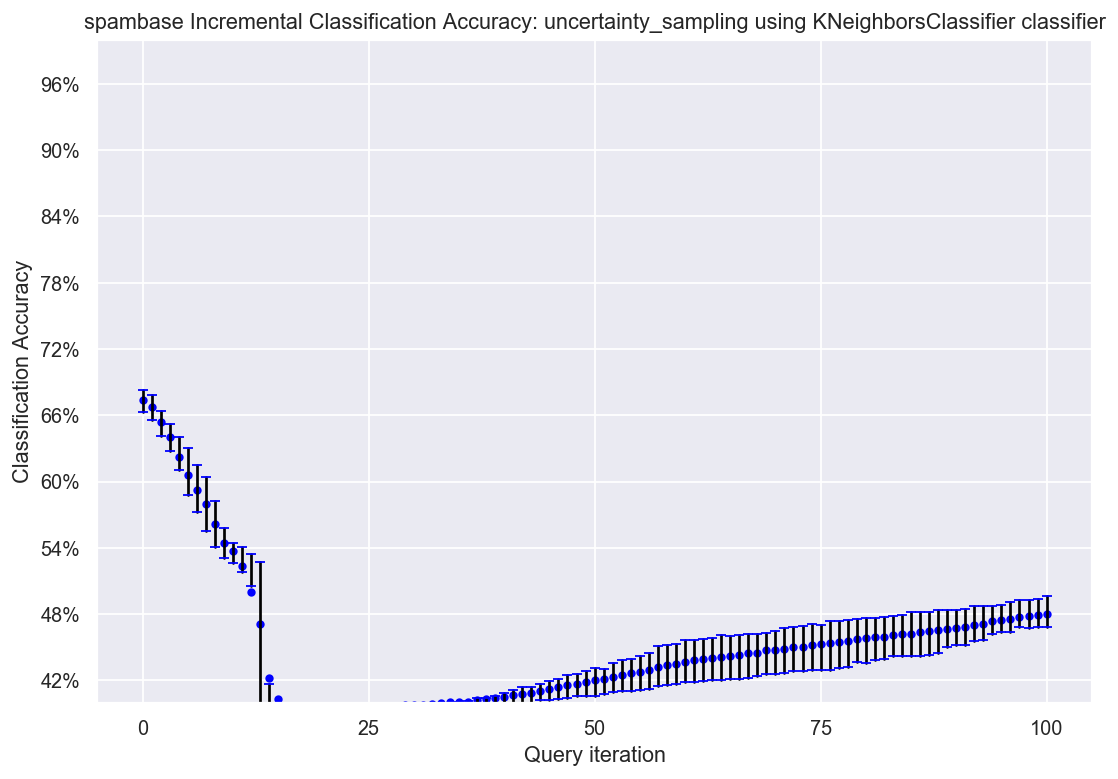 spambase Incremental Classification Accuracy: uncertainty_sampling using KNeighborsClassifier classifier
96%
90%
84%
78%
72%
66%
60%
54%
48%
42%
Classification Accuracy
0 25 50 75 100
Query iteration